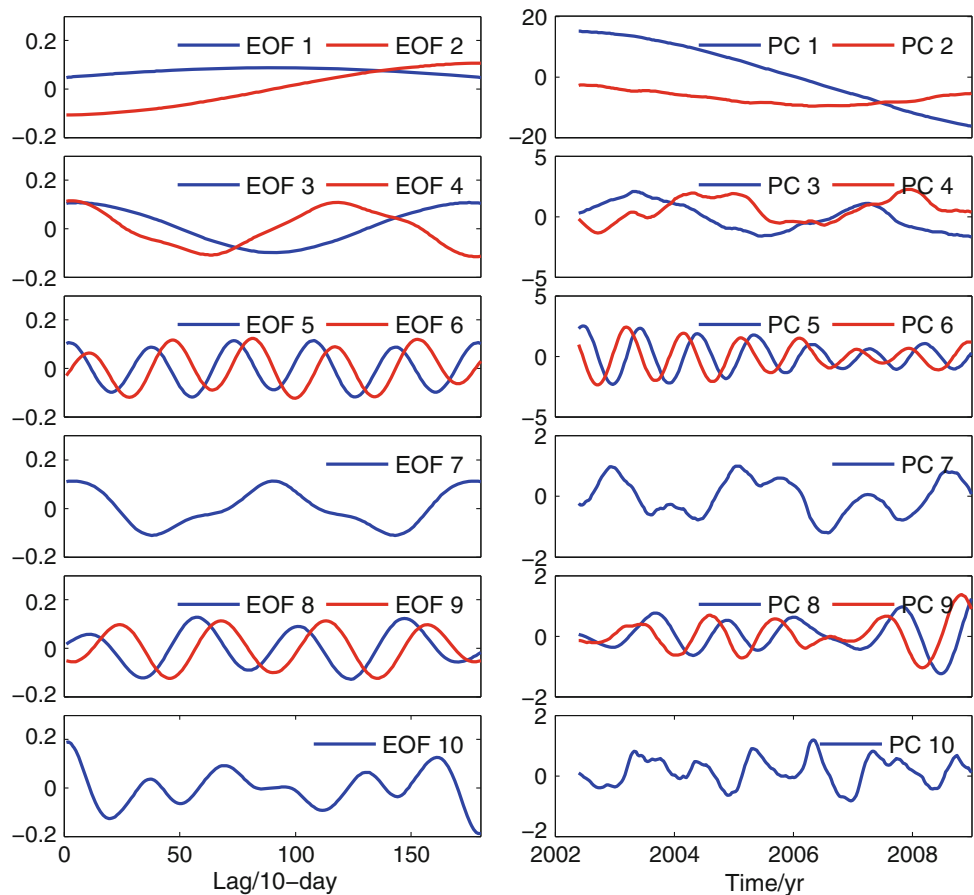 0.2
0
−0.2
EOF 1 EOF 2
20
0
−20
PC 1 PC 2
0.2
0
−0.2
EOF 3 EOF 4
5
0
−5
PC 3 PC 4
0.2
0
−0.2
EOF 5 EOF 6
5
0
−5
PC 5 PC 6
0.2
0
−0.2
EOF 7
2
0
−2
PC 7
0.2
0
−0.2
EOF 8 EOF 9
2
0
−2
PC 8 PC 9
0.2
0
−0.2
EOF 10
0 50 100 150
Lag/10−day
2
0
−2
PC 10
2002 2004 2006 2008
Time/yr